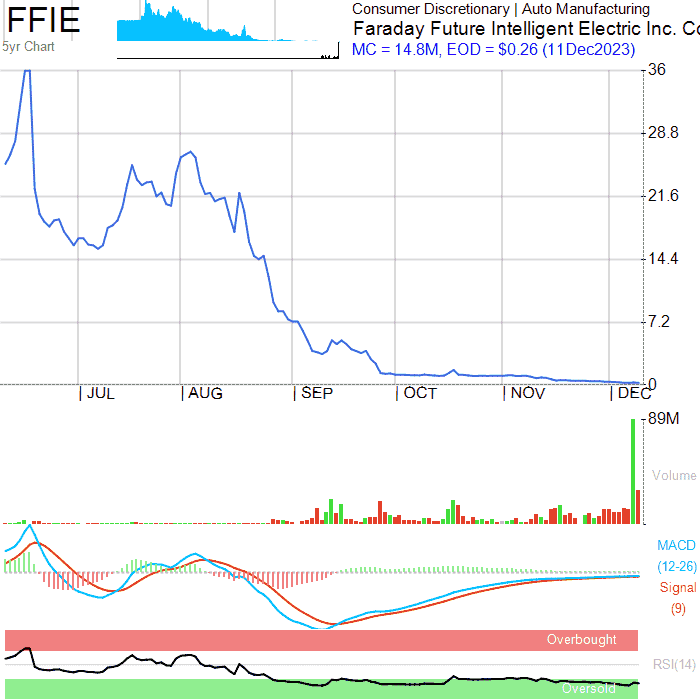 FFIE
5yr Chart
Consumer Discretionary | Auto Manufacturing
Faraday Future Intelligent Electric Inc. Co
MC = 14.8M, EOD = $0.26 (11Dec2023)
36
28.8
21.6
14.4
7.2
0
JUL AUG SEP OCT NOV DEC
89M
Volume
MACD
(12-26)
Signal
(9)
Overbought
RSI(14)
Oversold